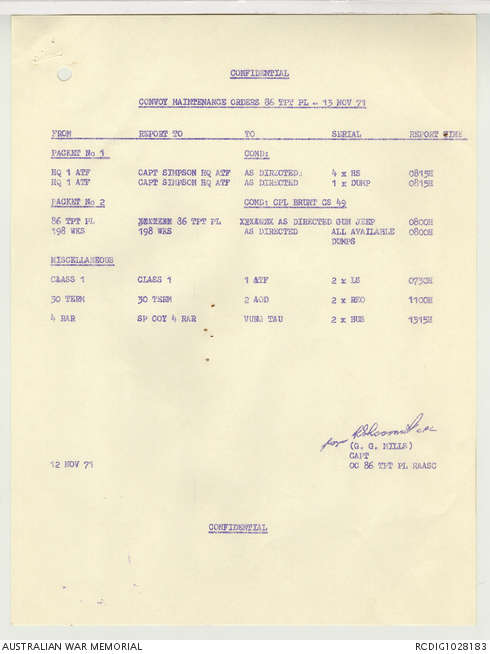 CONFIDENTIAL
CONVOY MAINTENANCE ORDERS 86 TPT PL - 13 NOV 71
FROM REPORT TO TO SERIAL REPORT TIME
PACKET No 1 COMD:
HQ 1 ATF CAPT SIMPSON HQ ATF AS DIRECTED: 4 x HS 0815H
HQ 1 ATF CAPT SIMPSON HQ ATF AS DIRECTED 1 x DUMP 0815H
PACKET No 2 COMD: CPL BRURT CS 49
86 TPT PL 86 TPT PL AS DIRECTED GUN JEEP 0800H
198 WKS 198 WKS AS DIRECTED ALL AVAILABLE 0800H
DUMPS
MISCELLANEOUS
CLASS 1 CLASS 1 1 ATF 2 x LS 0730H
30 TERM 30 TERM 2 AOD 2 x REO 1100H
4 RAR SP COY 4 RAR VUNG TAU 2 x BUS 1315H
for
(G. G. MILLS)
CAPT
12 NOV 71 OC 86 TPT PL RAASC
CONFIDENTIAL
AUSTRALIAN WAR MEMORIAL RCDIG1028183